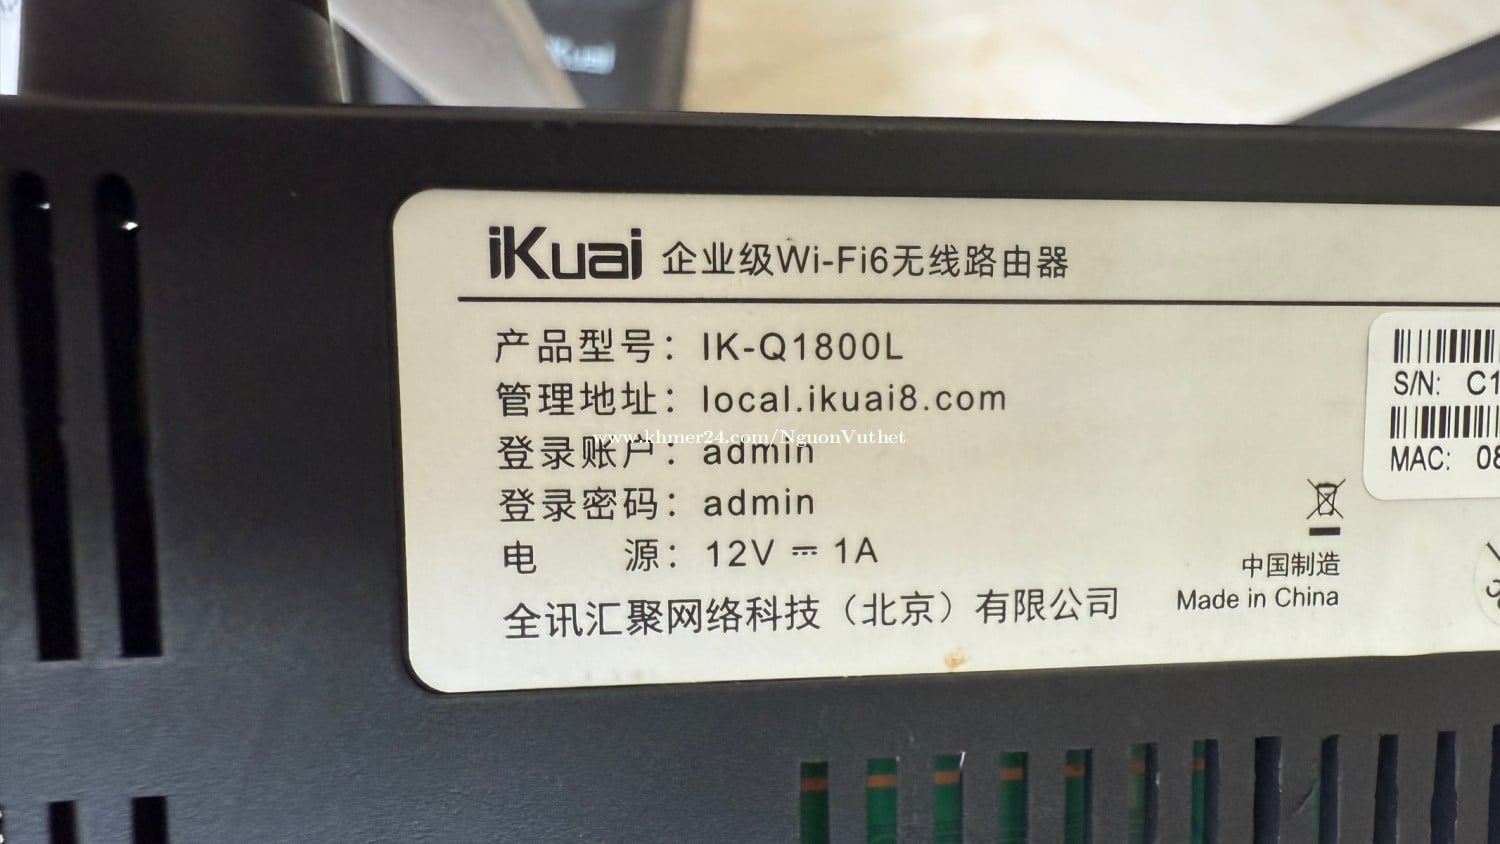 iKuai
iKuai 企业级Wi-Fi6无线路由器
产品型号：IK-Q1800L
管理地址：local.ikuai8.com
www.khmer24.com/NguonVuthet
登录账户：admin
登录密码：admin
电 源：12V ⎓ 1A
全讯汇聚网络科技（北京）有限公司
S/N: C1
MAC: 08
中国制造
Made in China